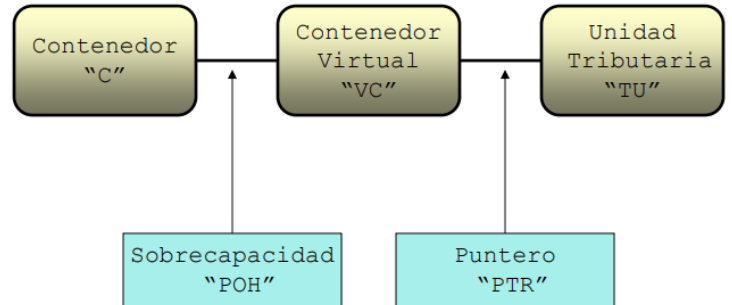 Contenedor
“C”
Contenedor
Virtual
“VC”
Unidad
Tributaria
“TU”
Sobrecapacidad
“POH”
Puntero
“PTR”